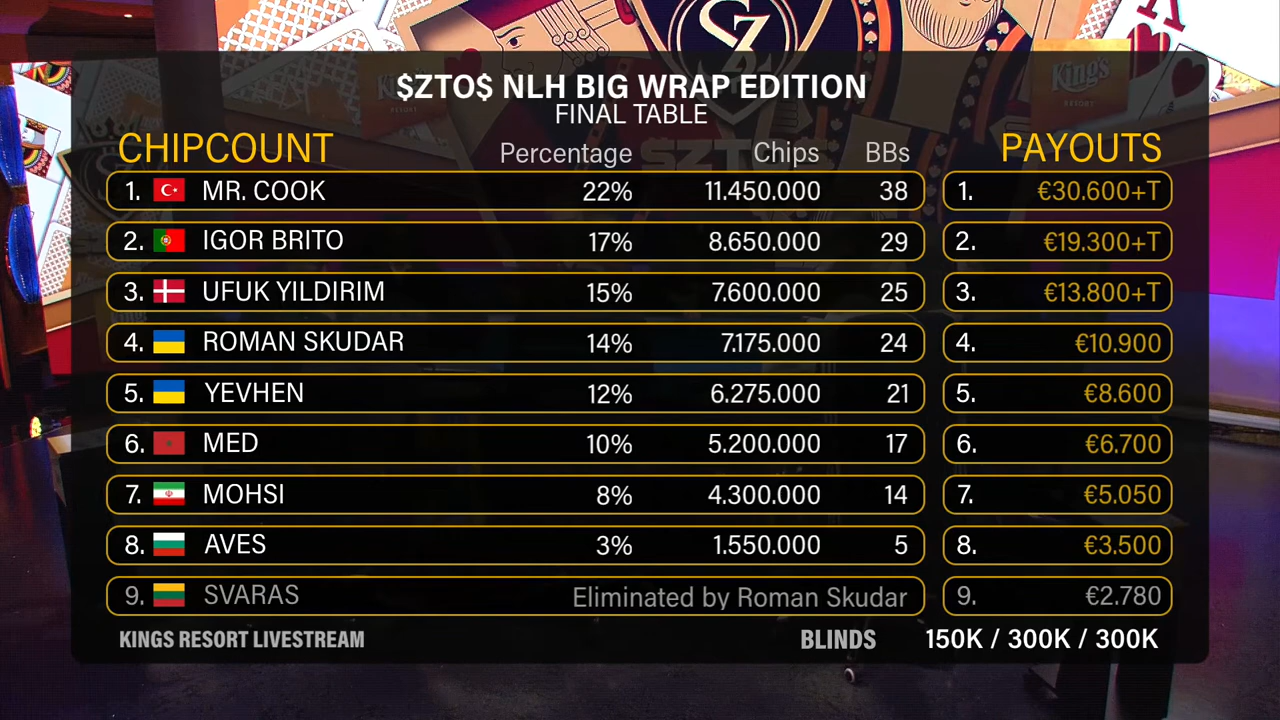 $ZTO$ NLH BIG WRAP EDITION
FINAL TABLE
CHIPCOUNT Percentage Chips BBs PAYOUTS
1. MR. COOK 22% 11.450.000 38 1. €30.600+T
2. IGOR BRITO 17% 8.650.000 29 2. €19.300+T
3. UFUK YILDIRIM 15% 7.600.000 25 3. €13.800+T
4. ROMAN SKUDAR 14% 7.175.000 24 4. €10.900
5. YEVHEN 12% 6.275.000 21 5. €8.600
6. MED 10% 5.200.000 17 6. €6.700
7. MOHSI 8% 4.300.000 14 7. €5.050
8. AVES 3% 1.550.000 5 8. €3.500
9. SVARAS Eliminated by Roman Skudar 9. €2.780
KINGS RESORT LIVESTREAM BLINDS 150K / 300K / 300K
King's
RESORT
K